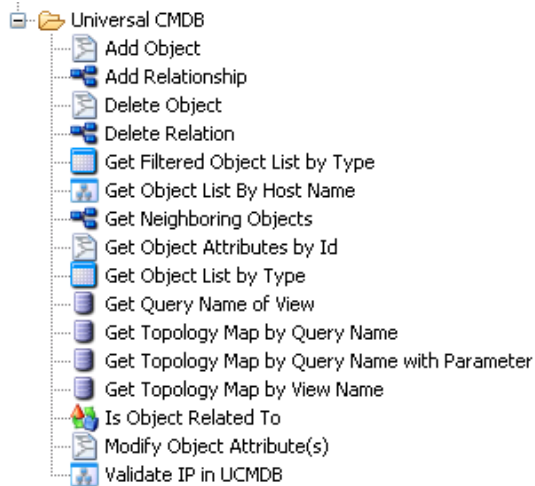 Universal CMDB
Add Object
Add Relationship
Delete Object
Delete Relation
Get Filtered Object List by Type
Get Object List By Host Name
Get Neighboring Objects
Get Object Attributes by Id
Get Object List by Type
Get Query Name of View
Get Topology Map by Query Name
Get Topology Map by Query Name with Parameter
Get Topology Map by View Name
Is Object Related To
Modify Object Attribute(s)
Validate IP in UCMDB